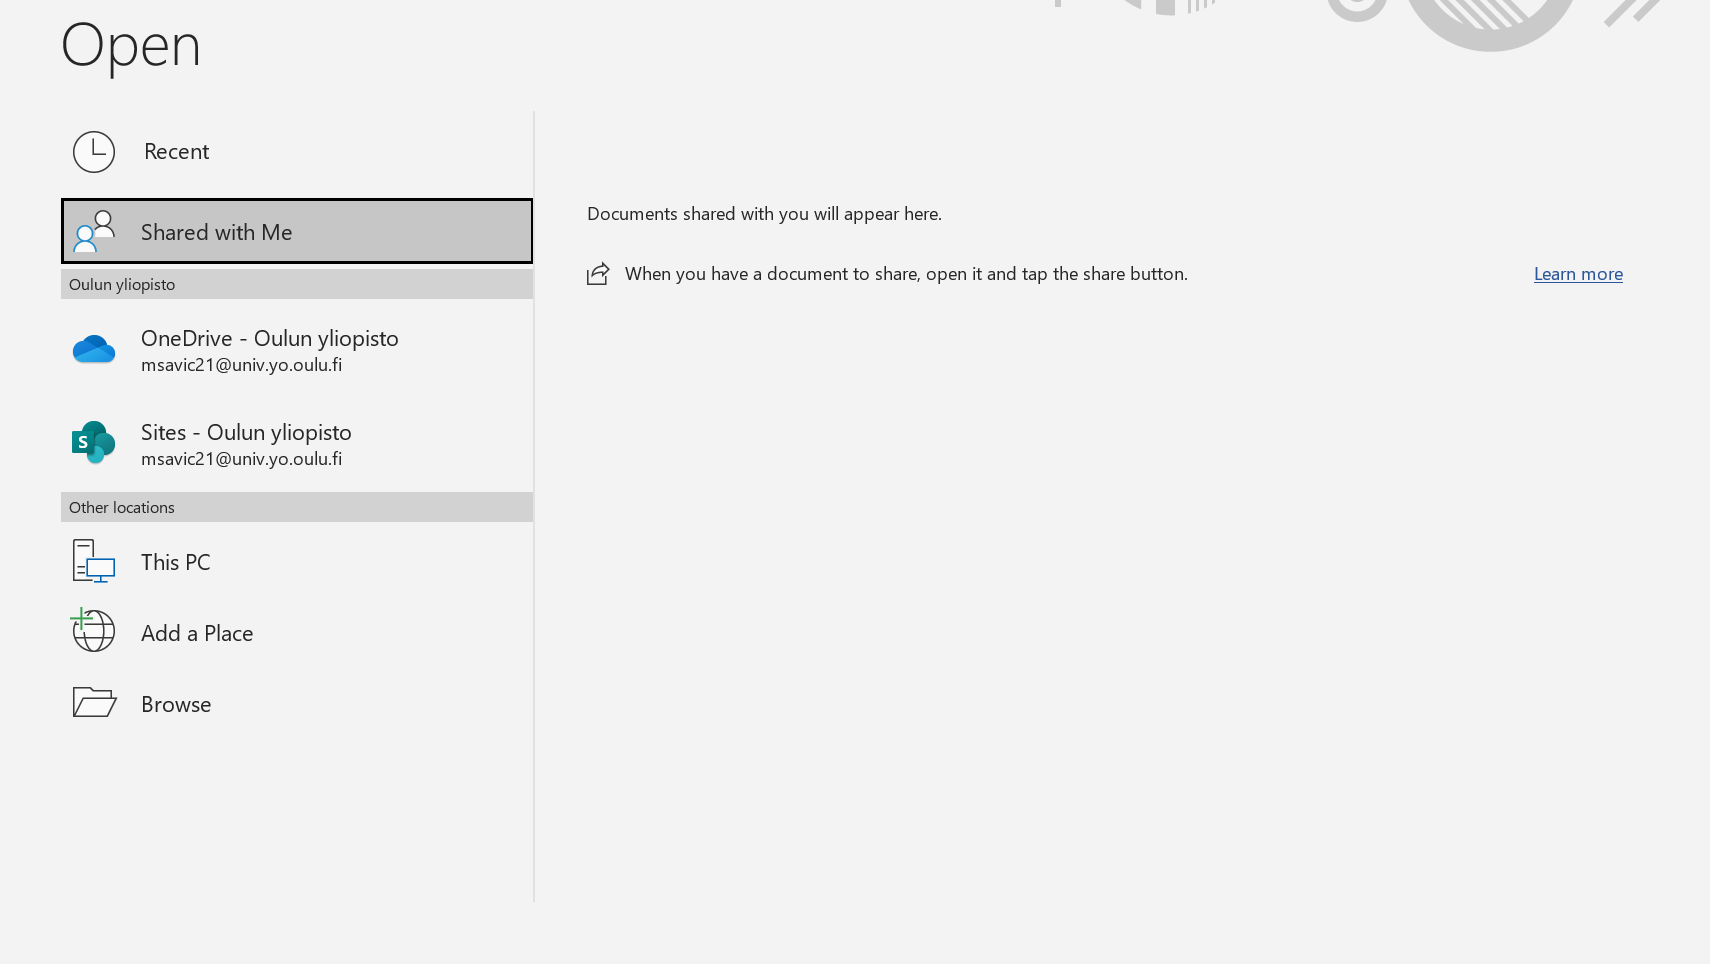 Open
Recent
Shared with Me
Oulun yliopisto
OneDrive - Oulun yliopisto
msavic21@univ.yo.oulu.fi
S
Sites - Oulun yliopisto
msavic21@univ.yo.oulu.fi
Other locations
This PC
Add a Place
Browse
Documents shared with you will appear here.
When you have a document to share, open it and tap the share button.
Learn more